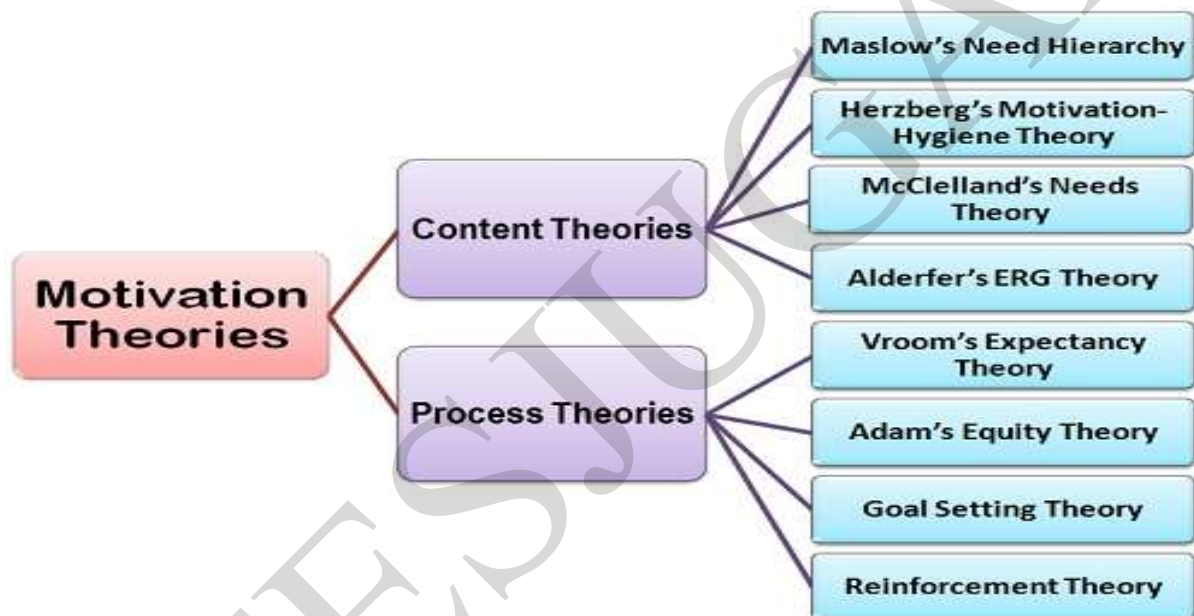 Motivation
Theories
Content Theories
Process Theories
Maslow's Need Hierarchy
Herzberg's Motivation-
Hygiene Theory
McClelland's Needs
Theory
Alderfer's ERG Theory
Vroom's Expectancy
Theory
Adam's Equity Theory
Goal Setting Theory
Reinforcement Theory